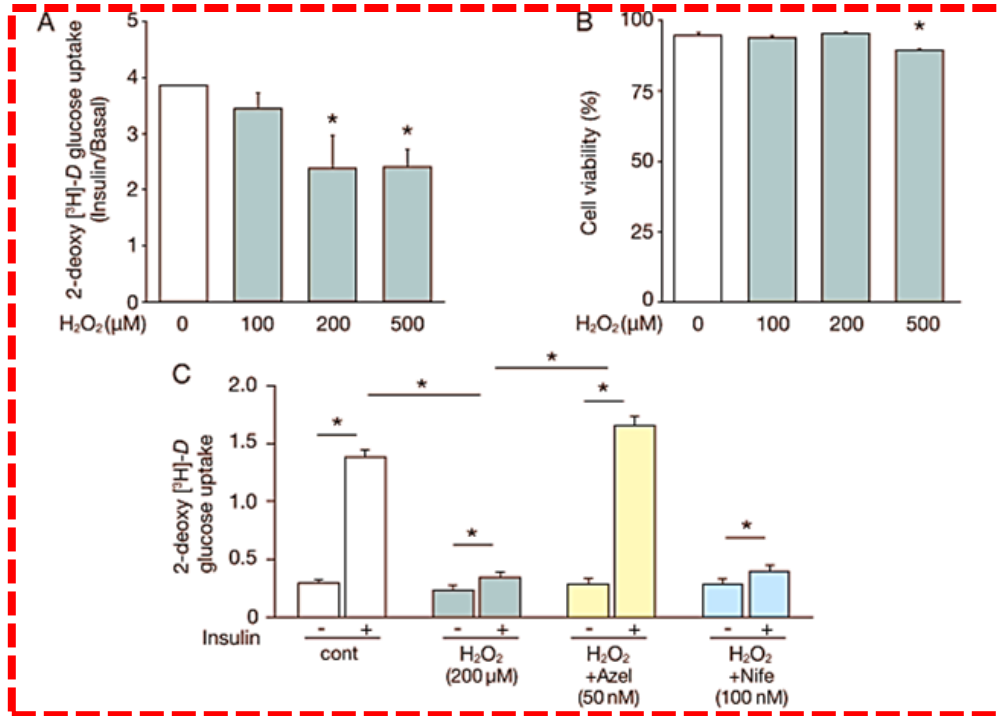 A
2-deoxy [³H]-D glucose uptake
(Insulin/Basal)
5
4
3
2
1
0
* *
H₂O₂(μM) 0 100 200 500
B
Cell viability (%)
100
75
50
25
0
*
H₂O₂(μM) 0 100 200 500
C
2-deoxy [³H]-D
glucose uptake
2.0
1.5
1.0
0.5
0
* * * * * *
Insulin - + - + - + - +
cont
H₂O₂
(200 μM)
H₂O₂
+Azel
(50 nM)
H₂O₂
+Nife
(100 nM)